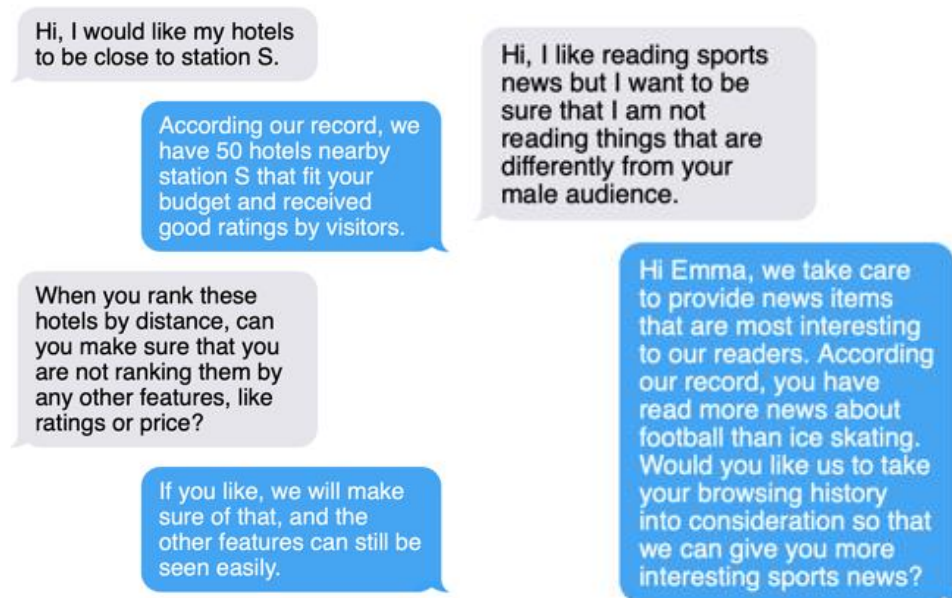 Hi, I would like my hotels
to be close to station S.
According our record, we
have 50 hotels nearby
station S that fit your
budget and received
good ratings by visitors.
When you rank these
hotels by distance, can
you make sure that you
are not ranking them by
any other features, like
ratings or price?
If you like, we will make
sure of that, and the
other features can still be
seen easily.
Hi, I like reading sports
news but I want to be
sure that I am not
reading things that are
differently from your
male audience.
Hi Emma, we take care
to provide news items
that are most interesting
to our readers. According
our record, you have
read more news about
football than ice skating.
Would you like us to take
your browsing history
into consideration so that
we can give you more
interesting sports news?